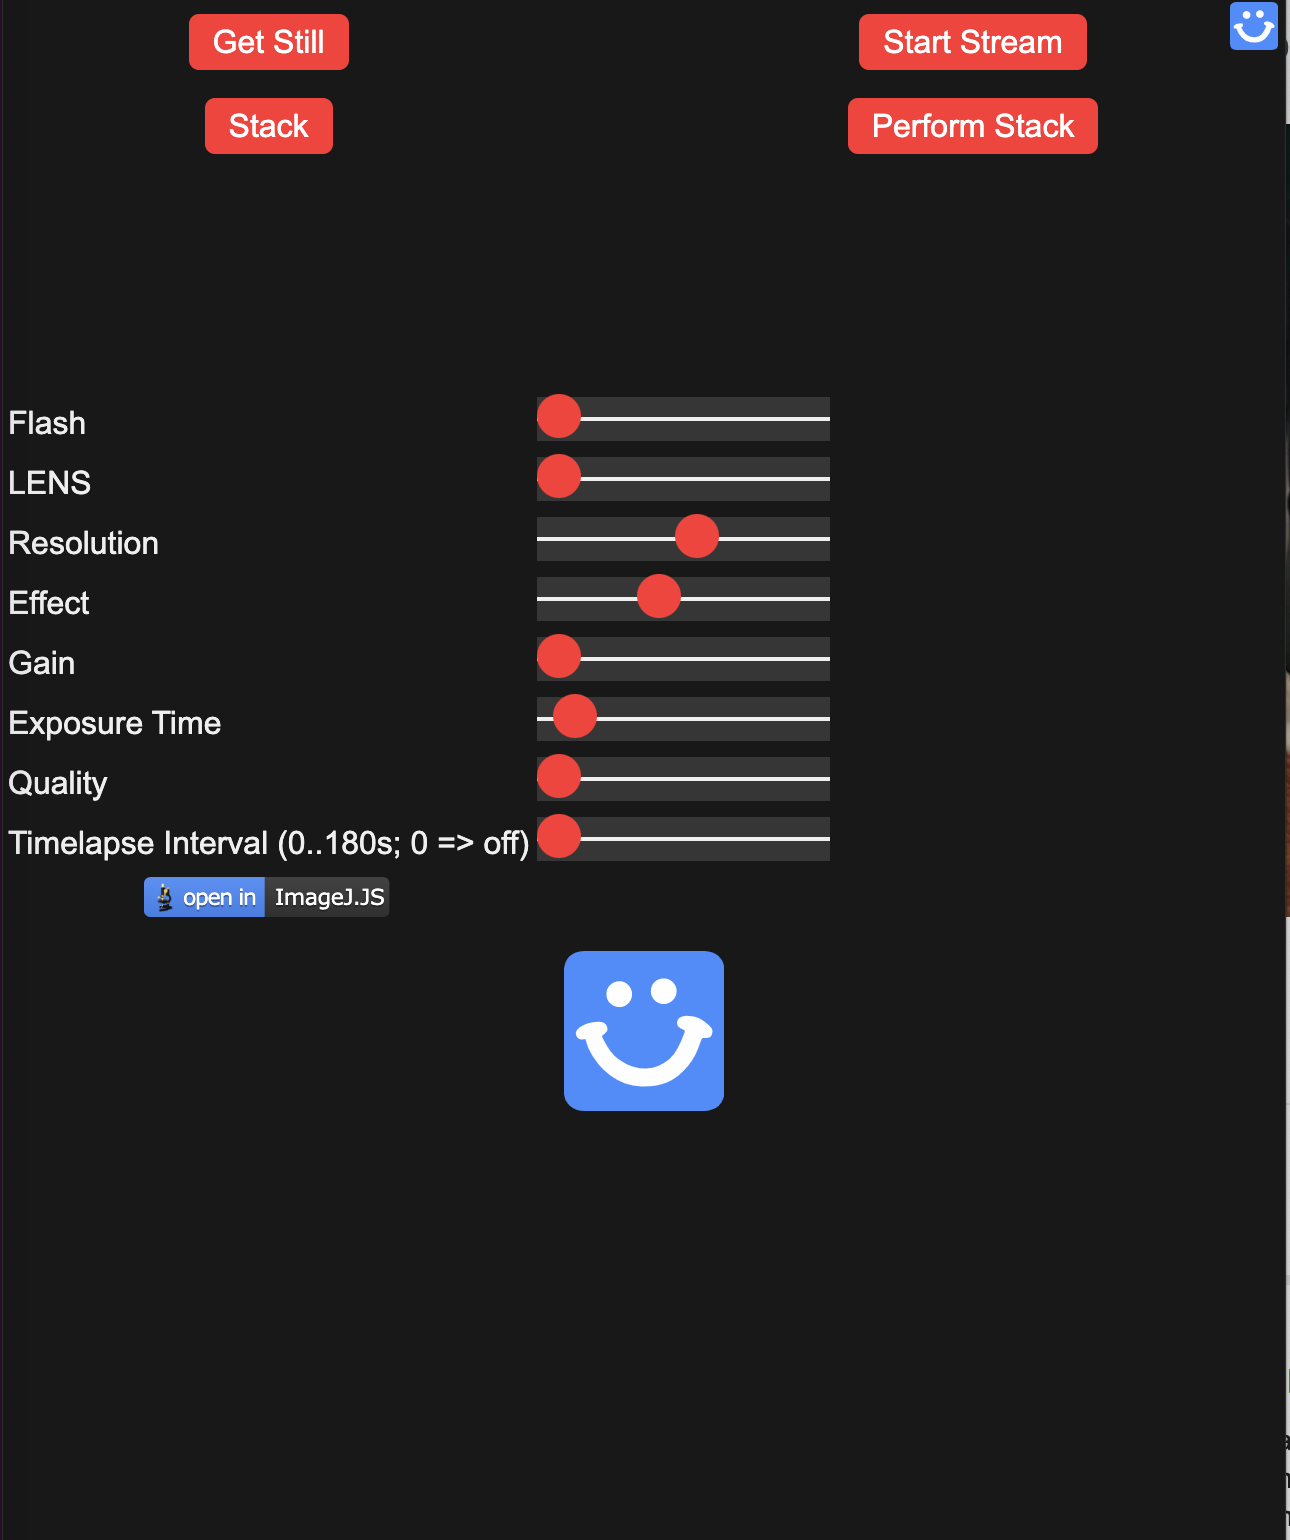 Get Still
Start Stream
Stack
Perform Stack
Flash
LENS
Resolution
Effect
Gain
Exposure Time
Quality
Timelapse Interval (0..180s; 0 => off)
open in ImageJ.JS